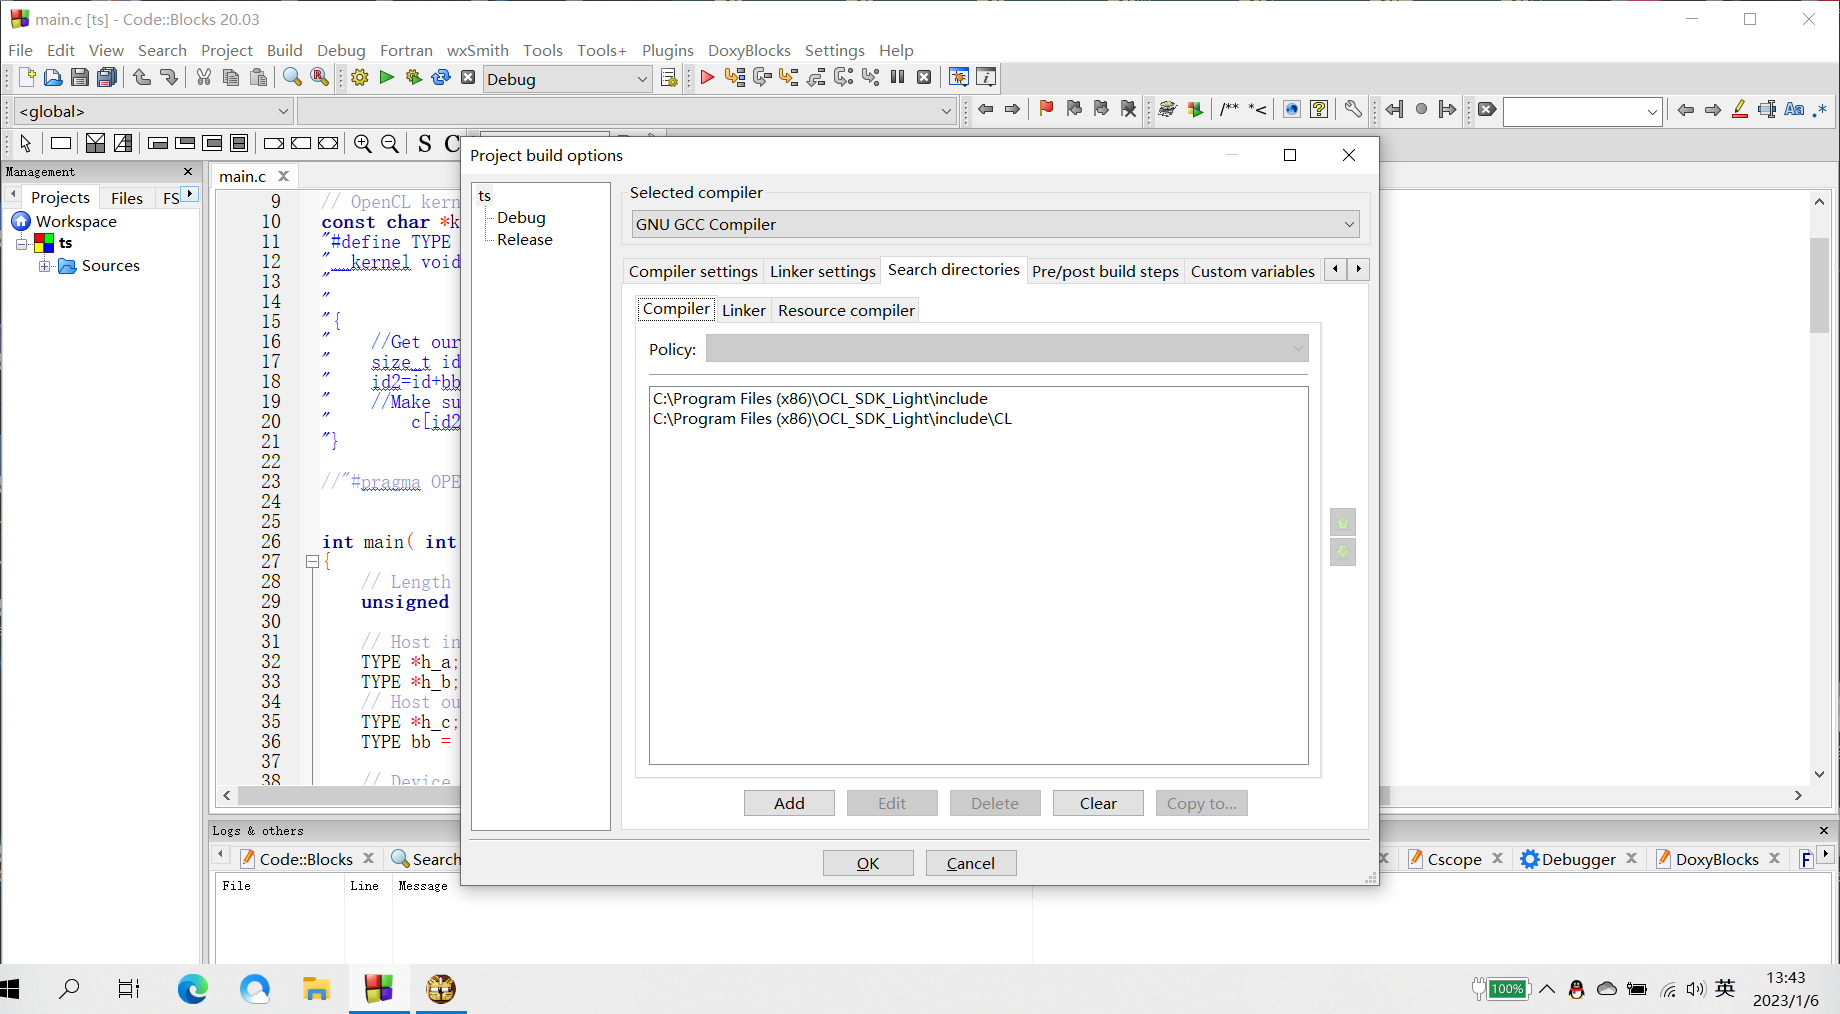 main.c [ts] - Code::Blocks 20.03
File Edit View Search Project Build Debug Fortran wxSmith Tools Tools+ Plugins DoxyBlocks Settings Help
Debug
<global>
/** *<
Aa .*
S C
Management
Projects Files FS
Workspace
ts
Sources
main.c
9 // OpenCL kern
10 const char *k
11 "#define TYPE
12 "__kernel void
13 "
14 "
15 "{
16 " //Get our
17 " size_t id
18 " id2=id+bb
19 " //Make su
20 " c[id2
21 "}
22
23 //"#pragma OPE
24
25
26 int main( int
27 {
28 // Length
29 unsigned
30
31 // Host in
32 TYPE *h_a;
33 TYPE *h_b;
34 // Host ou
35 TYPE *h_c;
36 TYPE bb =
37
38 // Device
Project build options
ts
Debug
Release
Selected compiler
GNU GCC Compiler
Compiler settings Linker settings Search directories Pre/post build steps Custom variables
Compiler Linker Resource compiler
Policy:
C:\Program Files (x86)\OCL_SDK_Light\include
C:\Program Files (x86)\OCL_SDK_Light\include\CL
Add Edit Delete Clear Copy to...
OK Cancel
Logs & others
Code::Blocks Search Cscope Debugger DoxyBlocks F
File Line Message
100% 英
13:43
2023/1/6